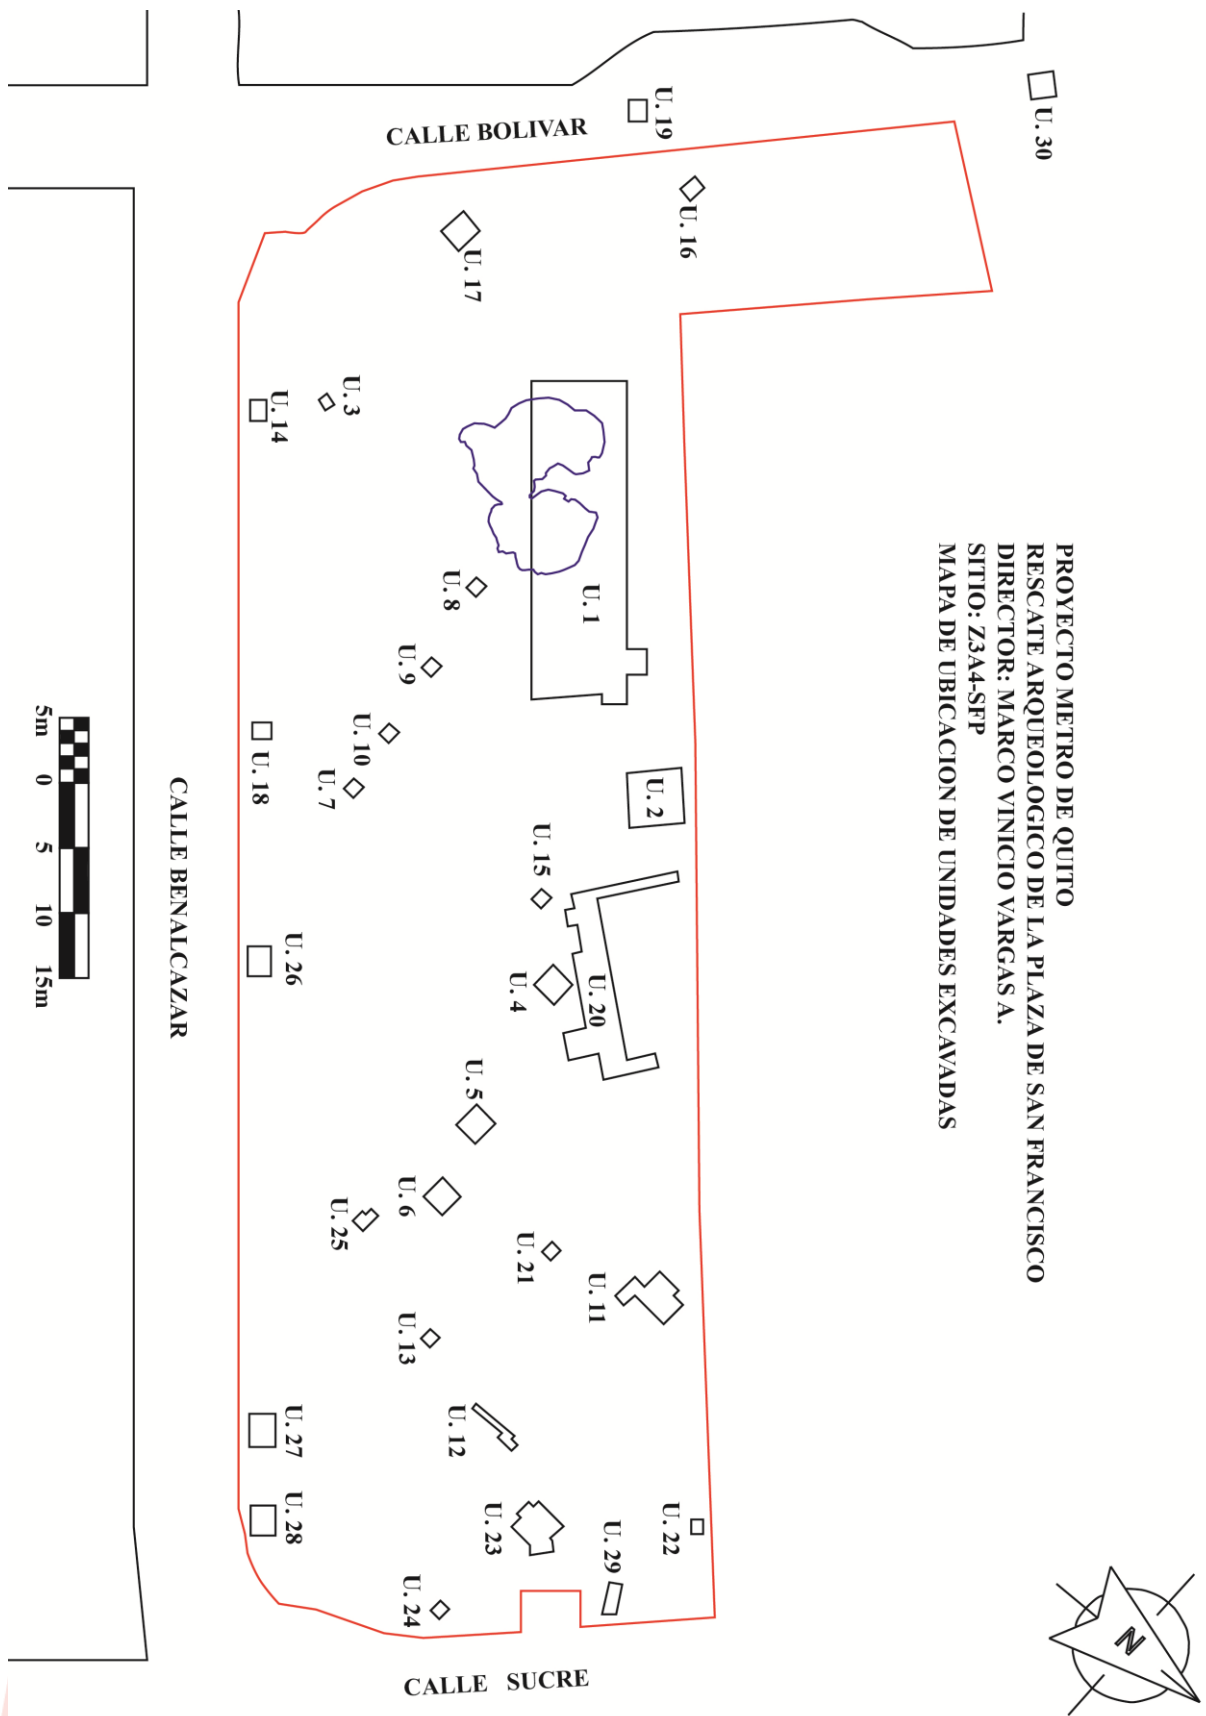 PROYECTO METRO DE QUITO
RESCATE ARQUEOLOGICO DE LA PLAZA DE SAN FRANCISCO
DIRECTOR: MARCO VINICIO VARGAS A.
SITIO: Z3A4-SFP
MAPA DE UBICACION DE UNIDADES EXCAVADAS
CALLE BOLIVAR
U. 19
U. 30
U. 16
U. 17
U. 3
U. 14
U. 1
U. 8
U. 9
U. 10
U. 7
U. 18
U. 2
U. 15
U. 26
U. 4
U. 20
U. 5
U. 6
U. 25
U. 21
U. 11
U. 13
U. 12
U. 27
U. 28
U. 23
U. 22
U. 29
U. 24
CALLE BENALCAZAR
5m 0 5 10 15m
CALLE SUCRE
N